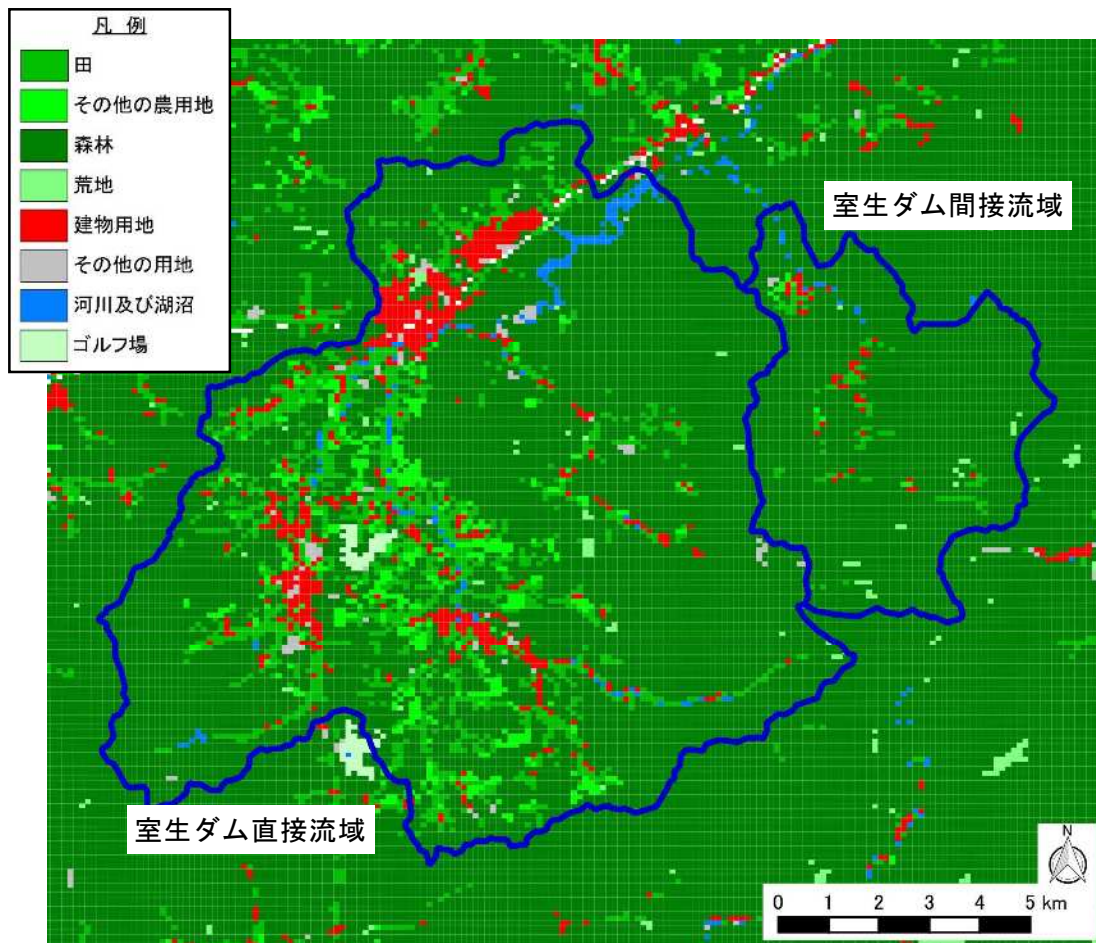 凡 例
田
その他の農用地
森林
荒地
建物用地
その他の用地
河川及び湖沼
ゴルフ場
室生ダム間接流域
室生ダム直接流域
N
0 1 2 3 4 5 km